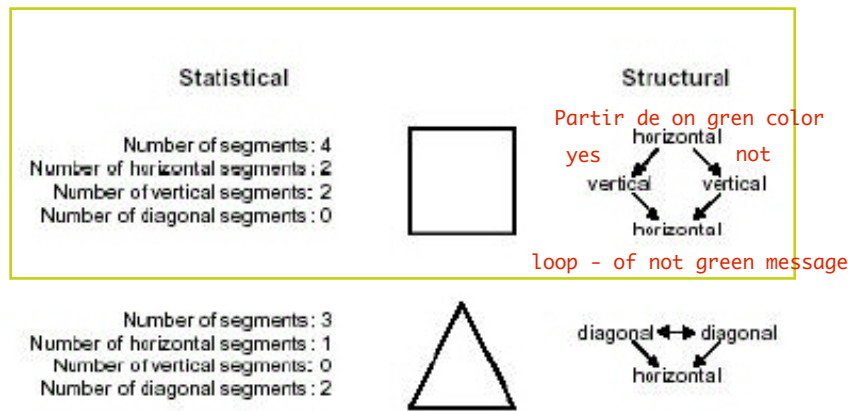 Statistical
Structural
Number of segments: 4
Number of horizontal segments: 2
Number of vertical segments: 2
Number of diagonal segments: 0
Partir de on gren color
horizontal
yes not
vertical vertical
horizontal
loop - of not green message
Number of segments: 3
Number of horizontal segments: 1
Number of vertical segments: 0
Number of diagonal segments: 2
diagonal diagonal
horizontal